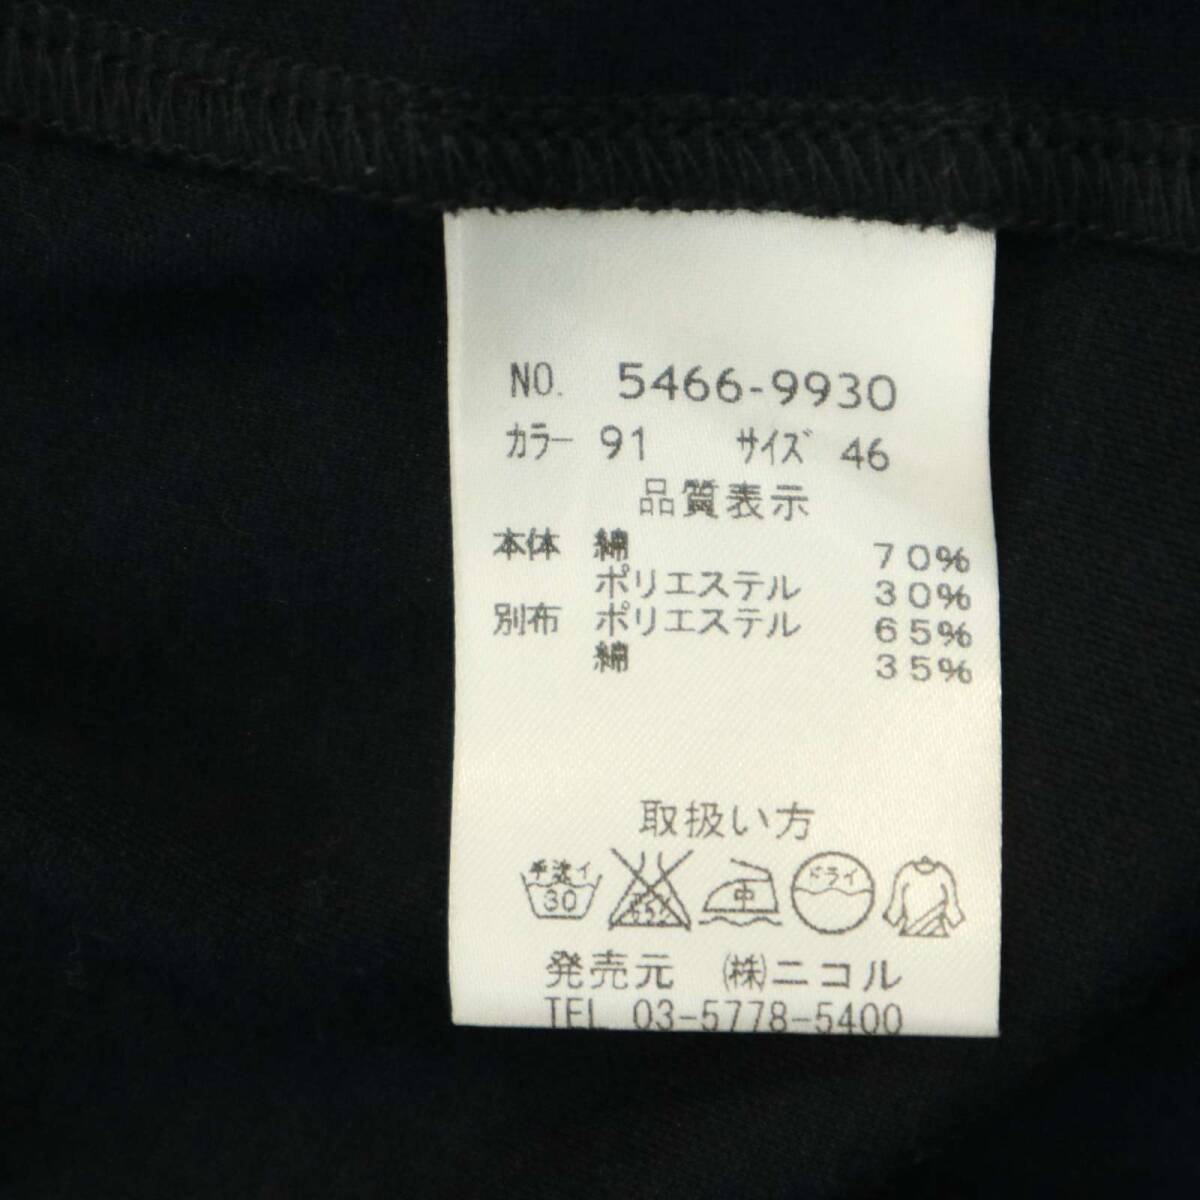 NO. 5466-9930
カラー 91 サイズ 46
品質表示
本体 綿 70%
ポリエステル 30%
別布 ポリエステル 65%
綿 35%
取扱い方
手洗イ 30 中 ドライ
発売元 ㈱ニコル
TEL 03-5778-5400